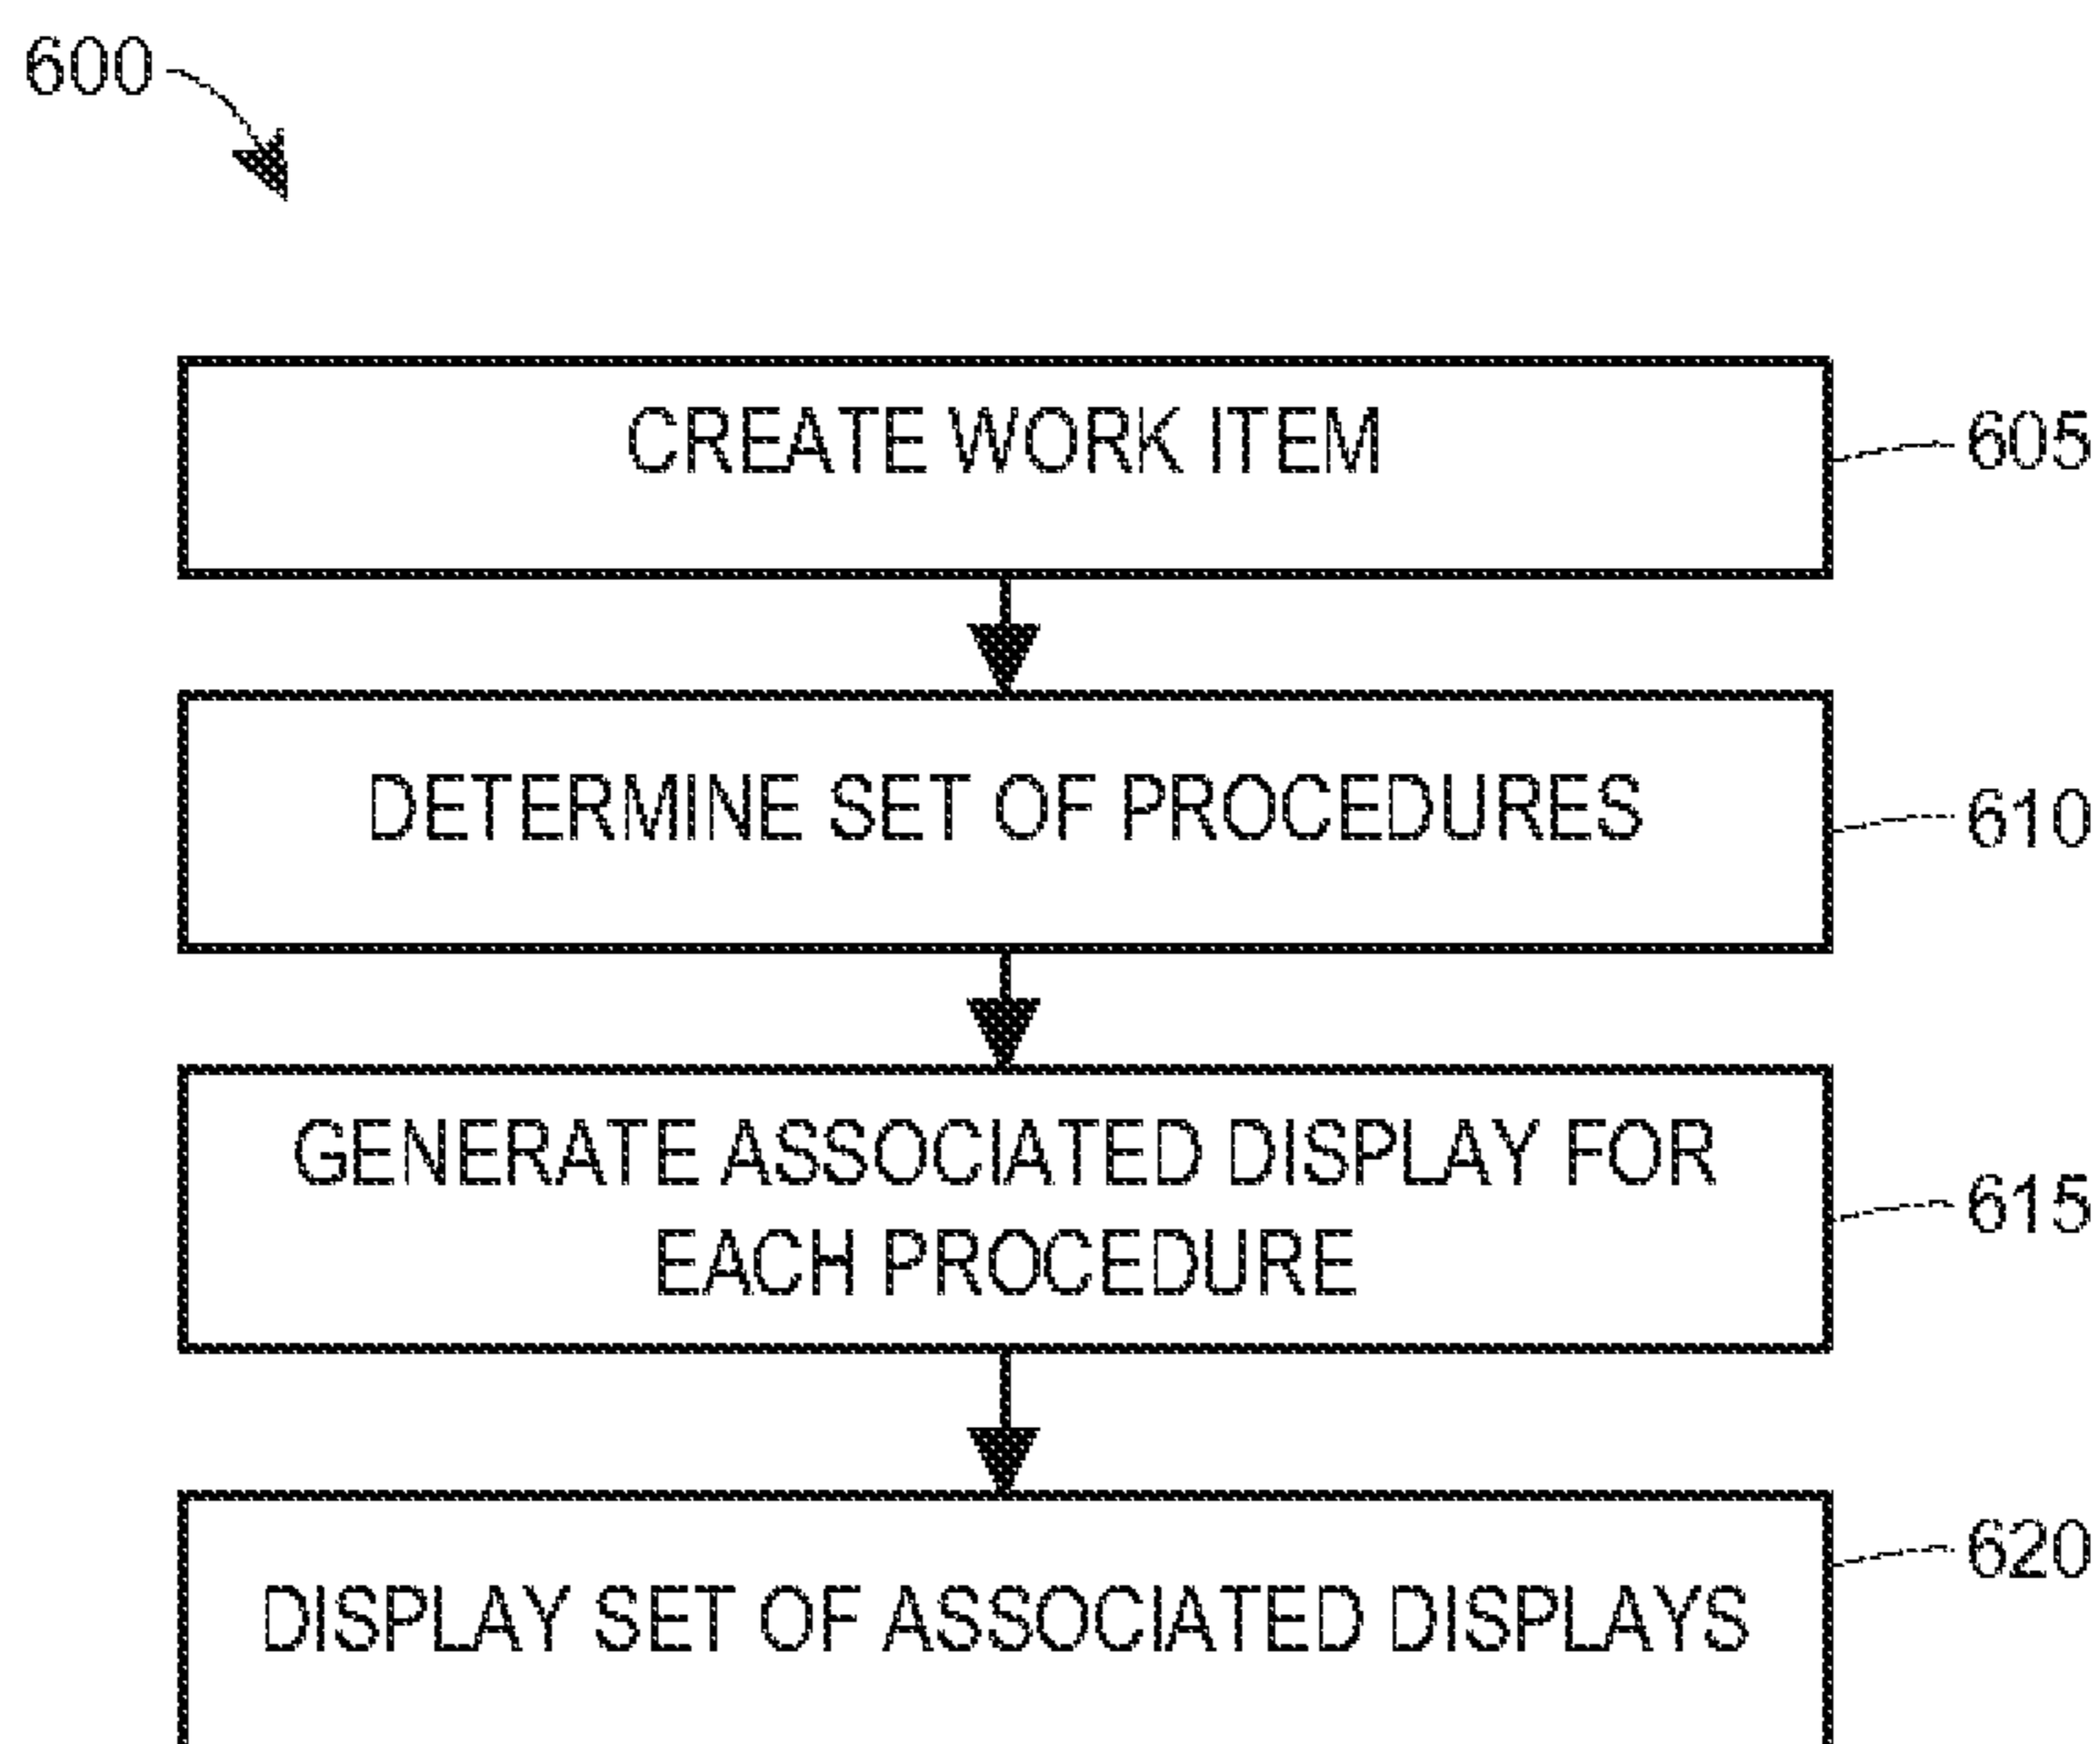 600
CREATE WORK ITEM
605
DETERMINE SET OF PROCEDURES
610
GENERATE ASSOCIATED DISPLAY FOR
EACH PROCEDURE
615
620
DISPLAY SET OF ASSOCIATED DISPLAYS